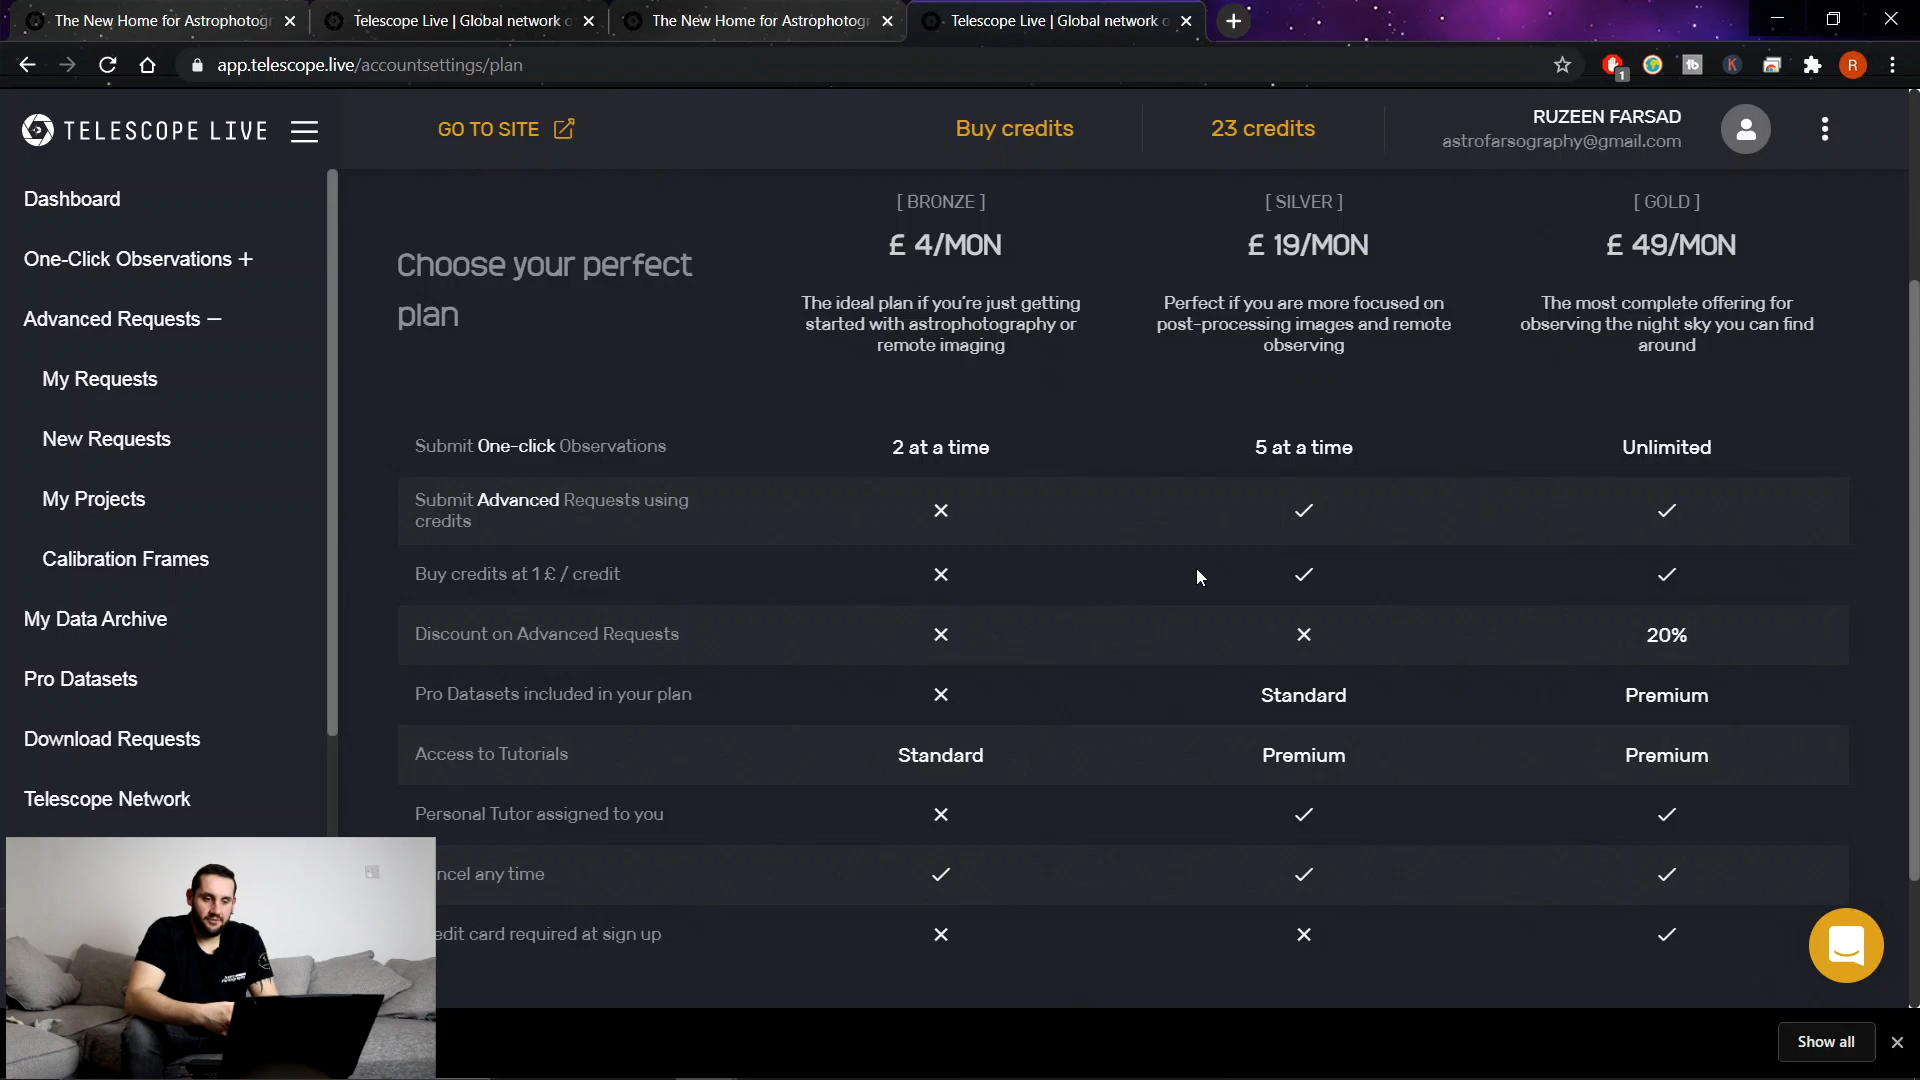 The New Home for Astrophotogr
Telescope Live | Global network o
The New Home for Astrophotogr
Telescope Live | Global network o
app.telescope.live/accountsettings/plan
1
tb
K
R
TELESCOPE LIVE
GO TO SITE
Buy credits
23 credits
RUZEEN FARSAD
astrofarsography@gmail.com
Dashboard
One-Click Observations +
Advanced Requests –
My Requests
New Requests
My Projects
Calibration Frames
My Data Archive
Pro Datasets
Download Requests
Telescope Network
Choose your perfect
plan
[ BRONZE ]
£ 4/MON
The ideal plan if you're just getting
started with astrophotography or
remote imaging
[ SILVER ]
£ 19/MON
Perfect if you are more focused on
post-processing images and remote
observing
[ GOLD ]
£ 49/MON
The most complete offering for
observing the night sky you can find
around
Submit One-click Observations
2 at a time
5 at a time
Unlimited
Submit Advanced Requests using
credits
Buy credits at 1 £ / credit
Discount on Advanced Requests
20%
Pro Datasets included in your plan
Standard
Premium
Access to Tutorials
Standard
Premium
Premium
Personal Tutor assigned to you
ncel any time
edit card required at sign up
Show all